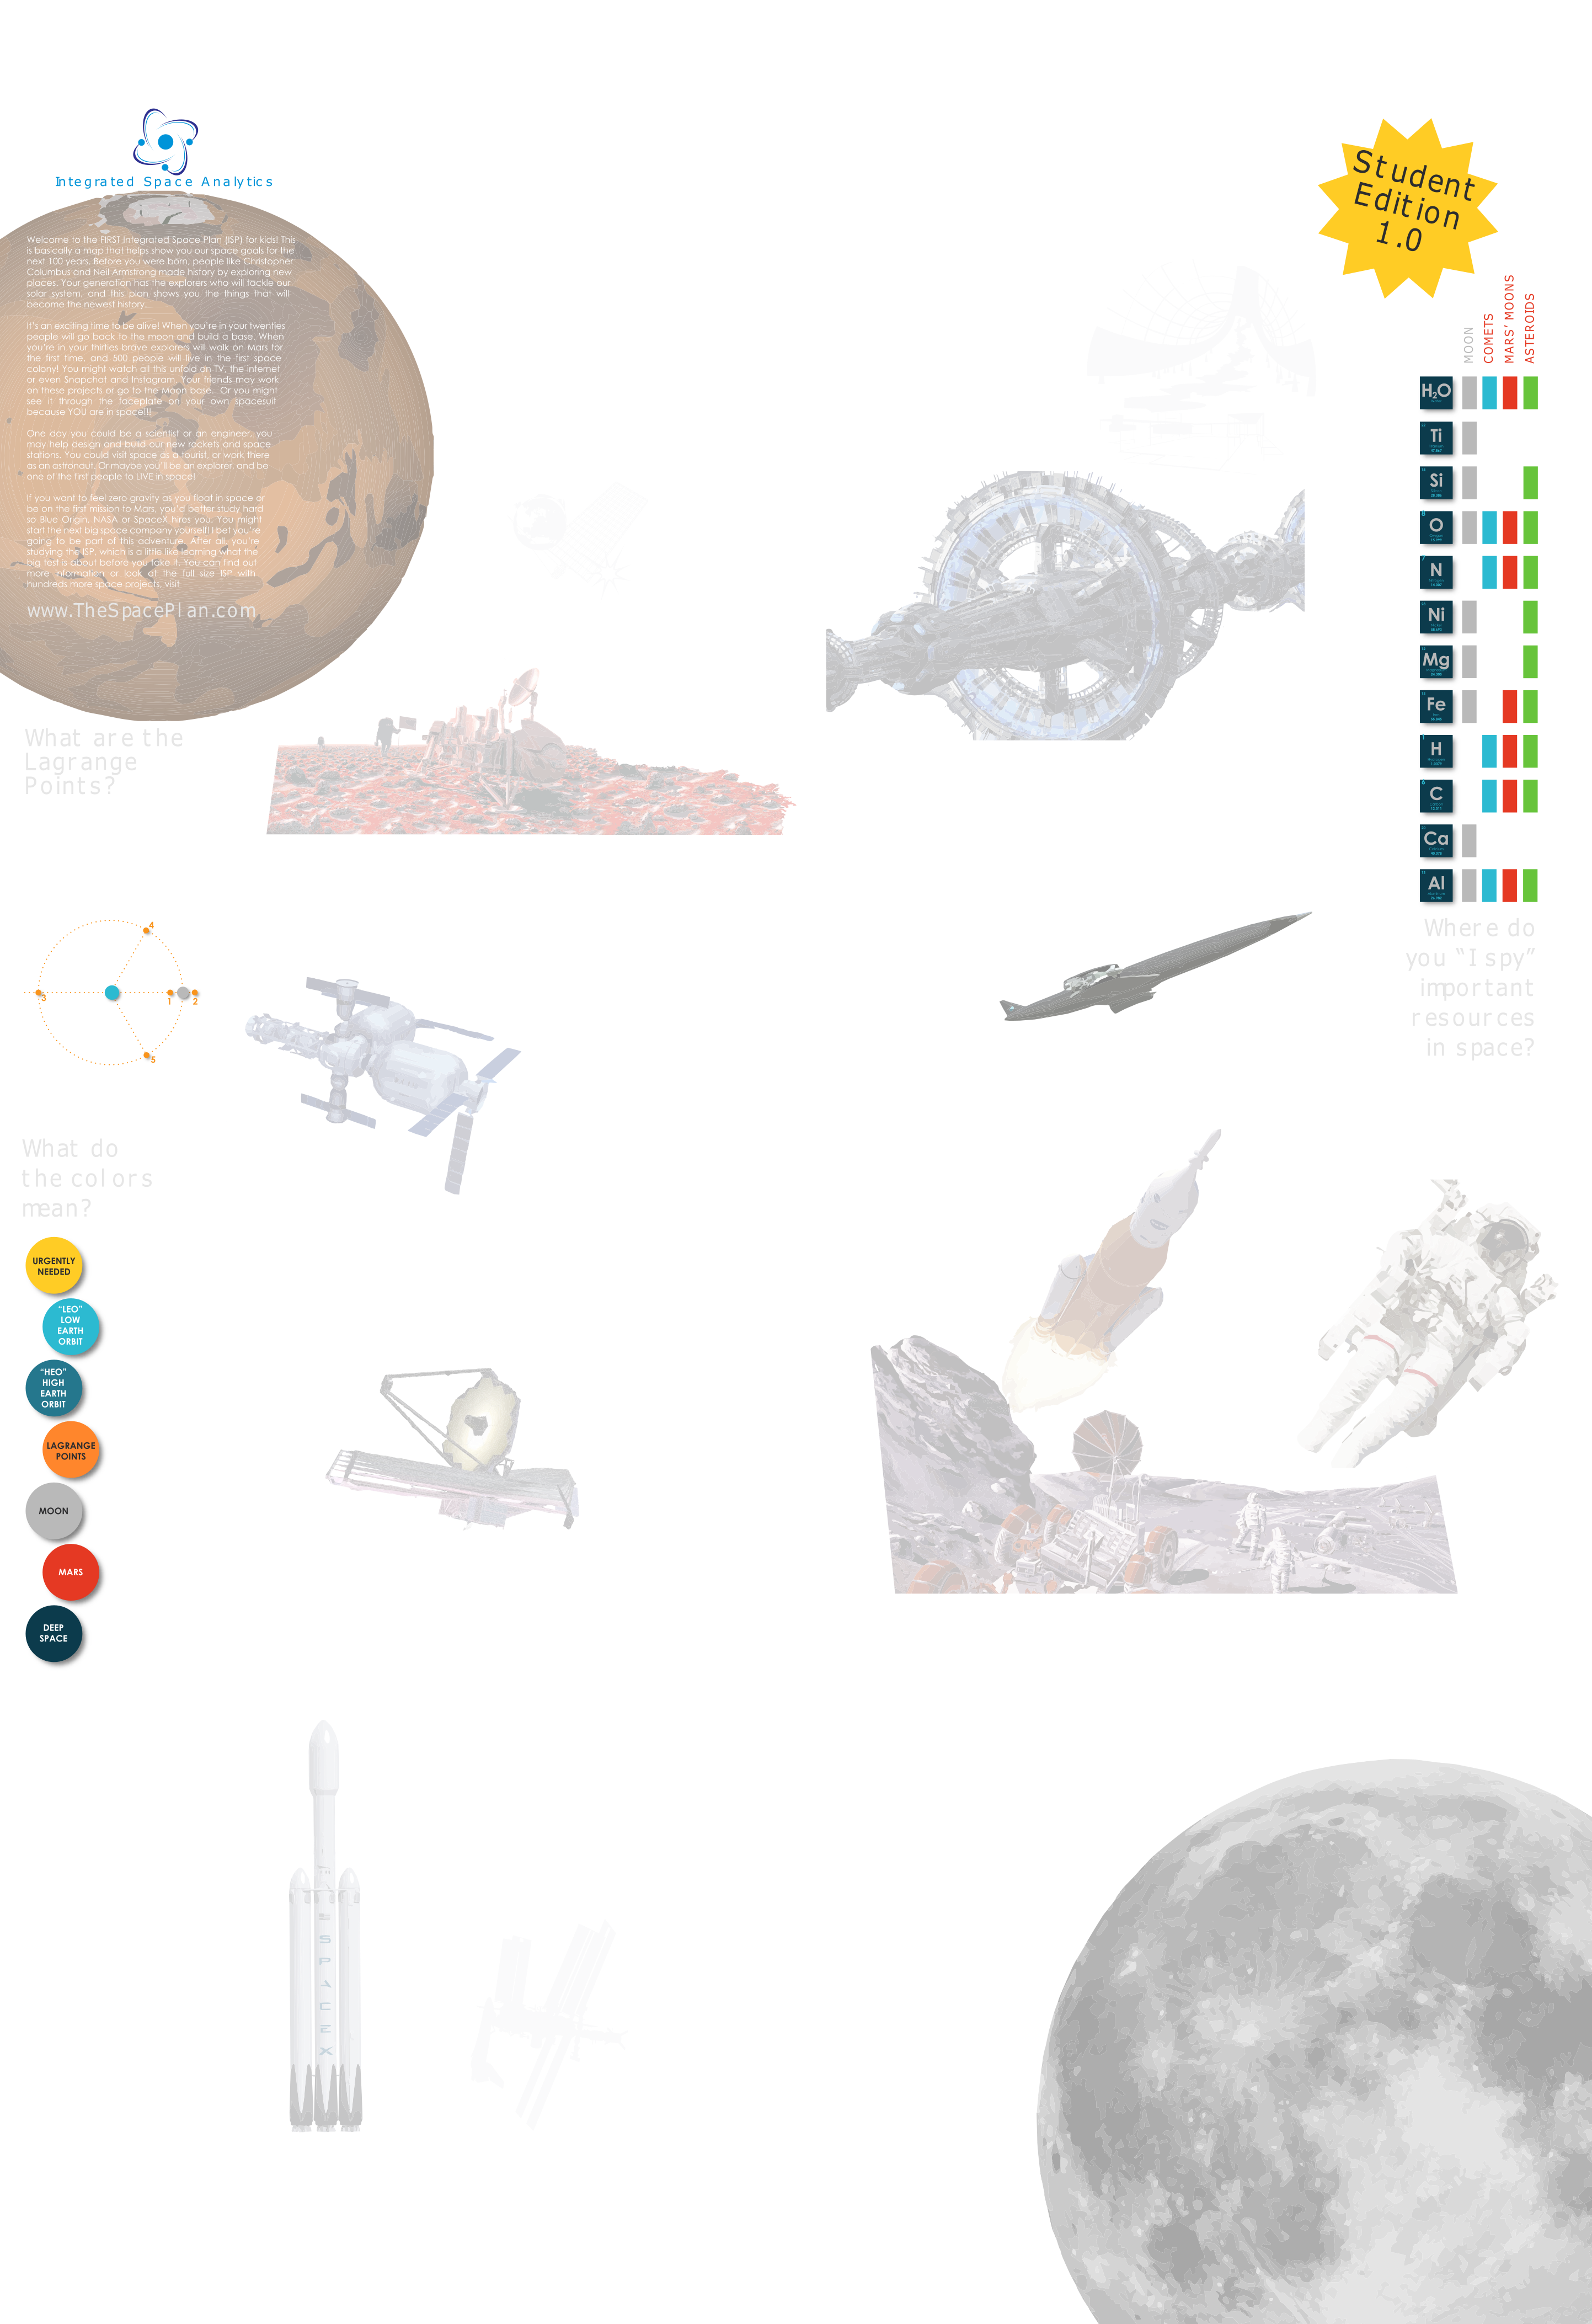 Integrated Space Analytics
Student
Edition
1.0
Welcome to the FIRST Integrated Space Plan (ISP) for kids! This
is basically a map that helps show you our space goals for the
next 100 years. Before you were born, people like Christopher
Columbus and Neil Armstrong made history by exploring new
places. Your generation has the explorers who will tackle our
solar system, and this plan shows you the things that will
become the newest history.
It's an exciting time to be alive! When you're in your twenties
people will go back to the moon and build a base. When
you're in your thirties brave explorers will walk on Mars for
the first time, and 500 people will live in the first space
colony! You might watch all this unfold on TV, the internet
or even Snapchat and Instagram. Your friends may work
on these projects or go to the Moon base. Or you might
see it through the faceplate on your own spacesuit
because YOU are in space!!!
One day you could be a scientist or an engineer, you
may help design and build our new rockets and space
stations. You could visit space as a tourist, or work there
as an astronaut. Or maybe you'll be an explorer, and be
one of the first people to LIVE in space!
If you want to feel zero gravity as you float in space or
be on the first mission to Mars, you'd better study hard
so Blue Origin, NASA or SpaceX hires you. You might
start the next big space company yourself! I bet you're
going to be part of this adventure. After all, you're
studying the ISP, which is a little like learning what the
big test is about before you take it. You can find out
more information or look at the full size ISP with
hundreds more space projects, visit
www.TheSpacePlan.com
MOON
COMETS
MARS' MOONS
ASTEROIDS
H2O
Ti
Si
O
N
Ni
Mg
Fe
H
C
Ca
Al
Where do
you “I spy”
important
resources
in space?
What are the
Lagrange
Points?
4
3
1
2
5
What do
the colors
mean?
URGENTLY
NEEDED
“LEO”
LOW
EARTH
ORBIT
“HEO”
HIGH
EARTH
ORBIT
LAGRANGE
POINTS
MOON
MARS
DEEP
SPACE
SPACEX